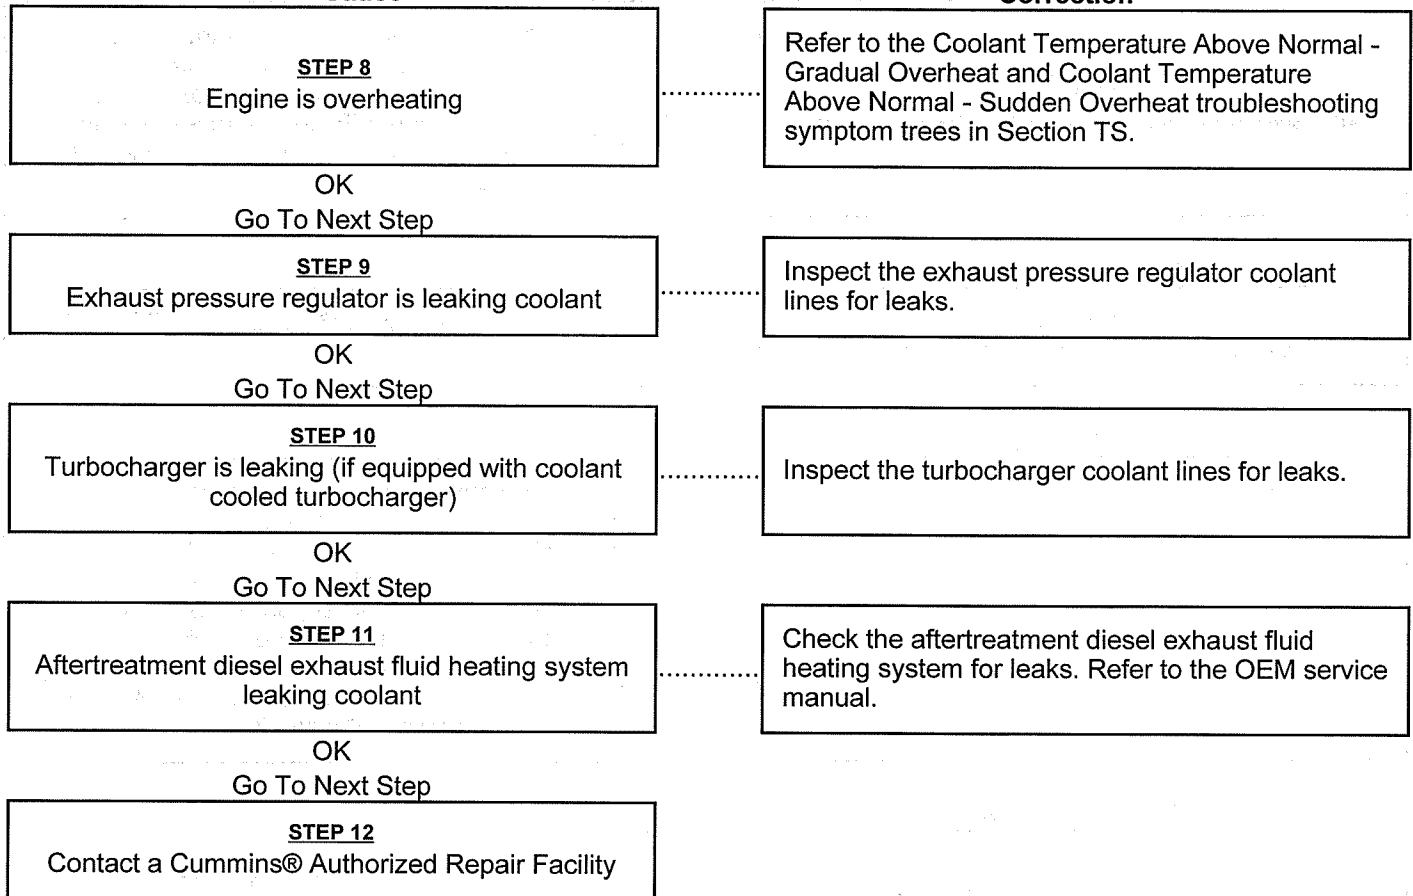 STEP 8
Engine is overheating
Refer to the Coolant Temperature Above Normal -
Gradual Overheat and Coolant Temperature
Above Normal - Sudden Overheat troubleshooting
symptom trees in Section TS.
OK
Go To Next Step
STEP 9
Exhaust pressure regulator is leaking coolant
Inspect the exhaust pressure regulator coolant
lines for leaks.
OK
Go To Next Step
STEP 10
Turbocharger is leaking (if equipped with coolant
cooled turbocharger)
Inspect the turbocharger coolant lines for leaks.
OK
Go To Next Step
STEP 11
Aftertreatment diesel exhaust fluid heating system
leaking coolant
Check the aftertreatment diesel exhaust fluid
heating system for leaks. Refer to the OEM service
manual.
OK
Go To Next Step
STEP 12
Contact a Cummins® Authorized Repair Facility